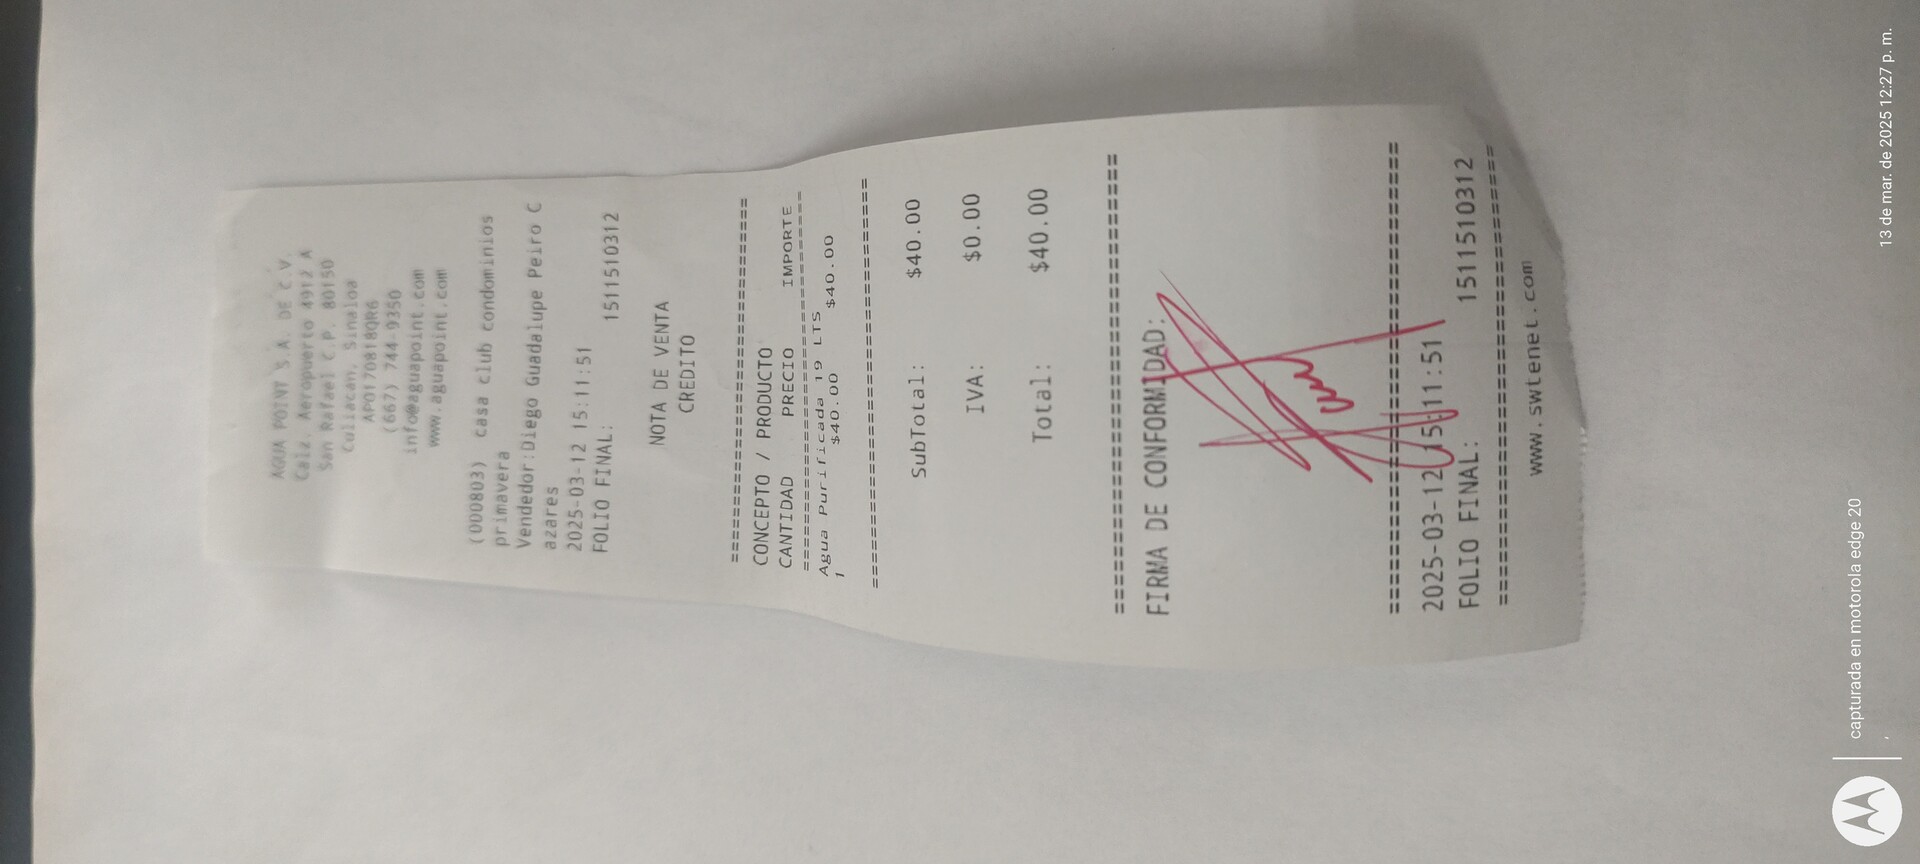 AGUA POINT S.A. DE C.V.
Calz. Aeropuerto 4912 A
San Rafael C.P. 80150
Culiacan, Sinaloa
APO170818QR6
(667) 744-9350
info@aguapoint.com
www.aguapoint.com
(000803) casa club condominios
primavera
Vendedor:Diego Guadalupe Peiro C
azares
2025-03-12 15:11:51
FOLIO FINAL: 1511510312
NOTA DE VENTA
CREDITO
================================
CONCEPTO / PRODUCTO
CANTIDAD PRECIO IMPORTE
================================
Agua Purificada 19 LTS
1 $40.00 $40.00
================================
SubTotal: $40.00
IVA: $0.00
Total: $40.00
================================
FIRMA DE CONFORMIDAD:
================================
2025-03-12 15:11:51
FOLIO FINAL: 1511510312
================================
www.swtenet.com
capturada en motorola edge 20
13 de mar. de 2025 12:27 p. m.